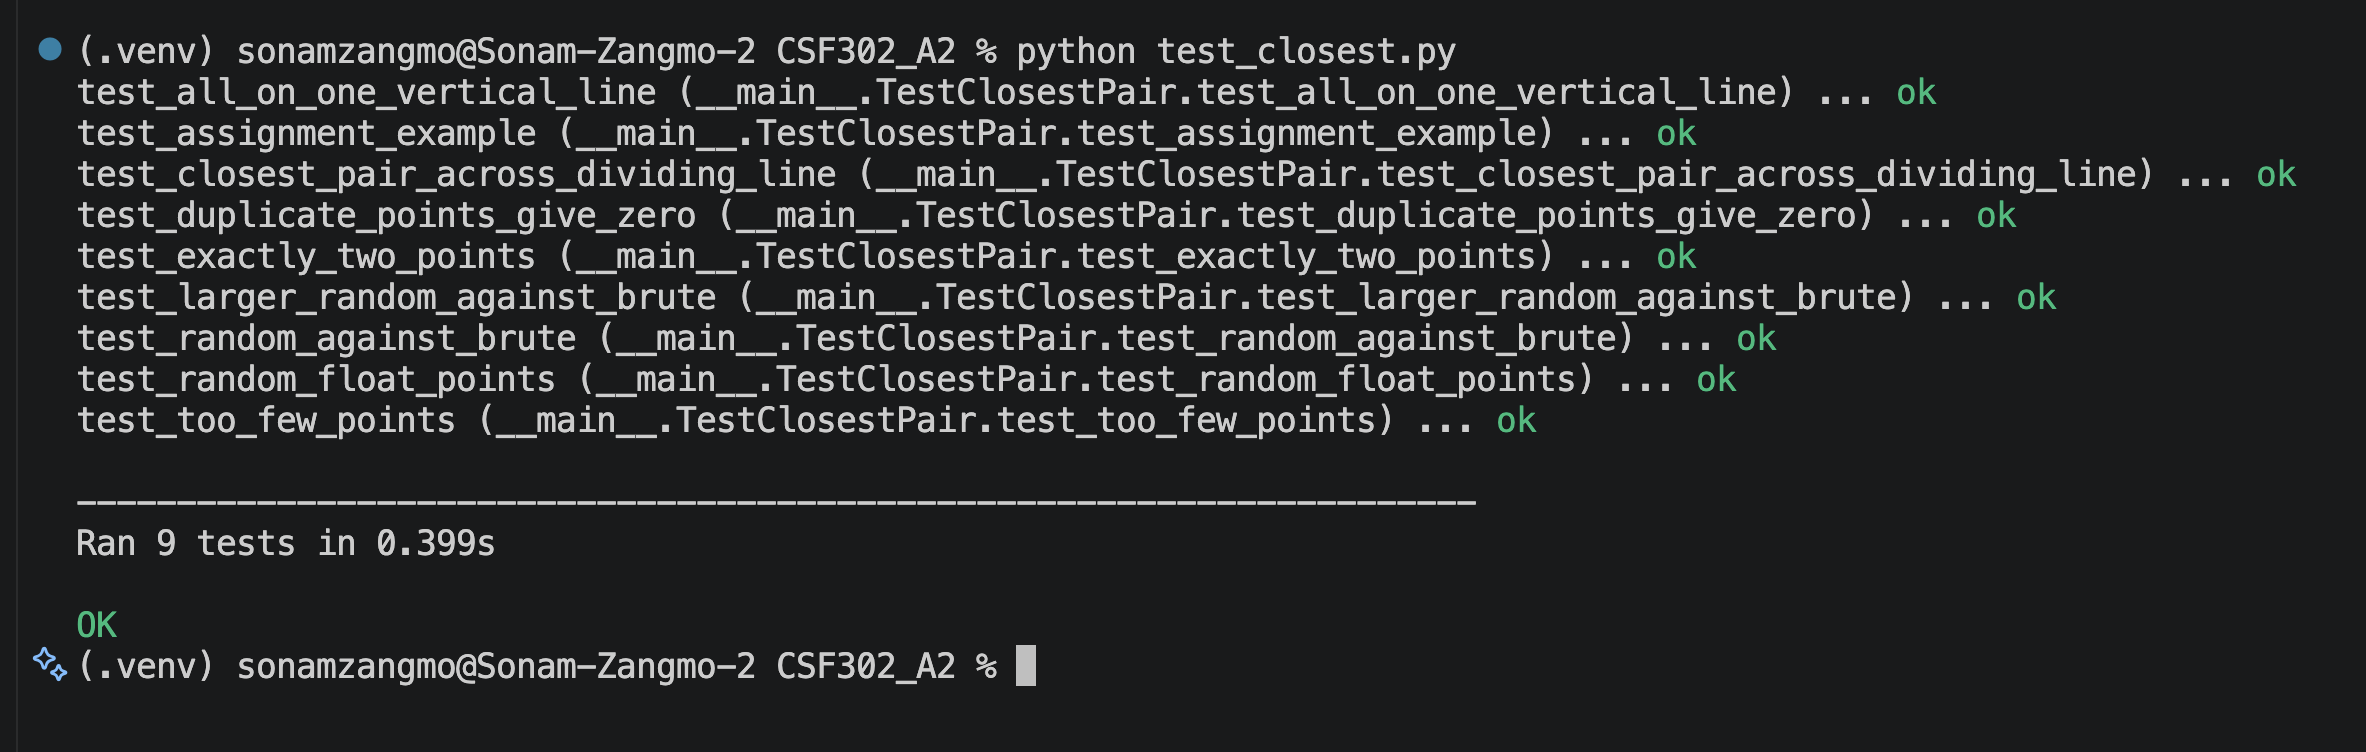 (.venv) sonamzangmo@Sonam-Zangmo-2 CSF302_A2 % python test_closest.py
test_all_on_one_vertical_line (__main__.TestClosestPair.test_all_on_one_vertical_line) ... ok
test_assignment_example (__main__.TestClosestPair.test_assignment_example) ... ok
test_closest_pair_across_dividing_line (__main__.TestClosestPair.test_closest_pair_across_dividing_line) ... ok
test_duplicate_points_give_zero (__main__.TestClosestPair.test_duplicate_points_give_zero) ... ok
test_exactly_two_points (__main__.TestClosestPair.test_exactly_two_points) ... ok
test_larger_random_against_brute (__main__.TestClosestPair.test_larger_random_against_brute) ... ok
test_random_against_brute (__main__.TestClosestPair.test_random_against_brute) ... ok
test_random_float_points (__main__.TestClosestPair.test_random_float_points) ... ok
test_too_few_points (__main__.TestClosestPair.test_too_few_points) ... ok
----------------------------------------------------------------------
Ran 9 tests in 0.399s
OK
(.venv) sonamzangmo@Sonam-Zangmo-2 CSF302_A2 %